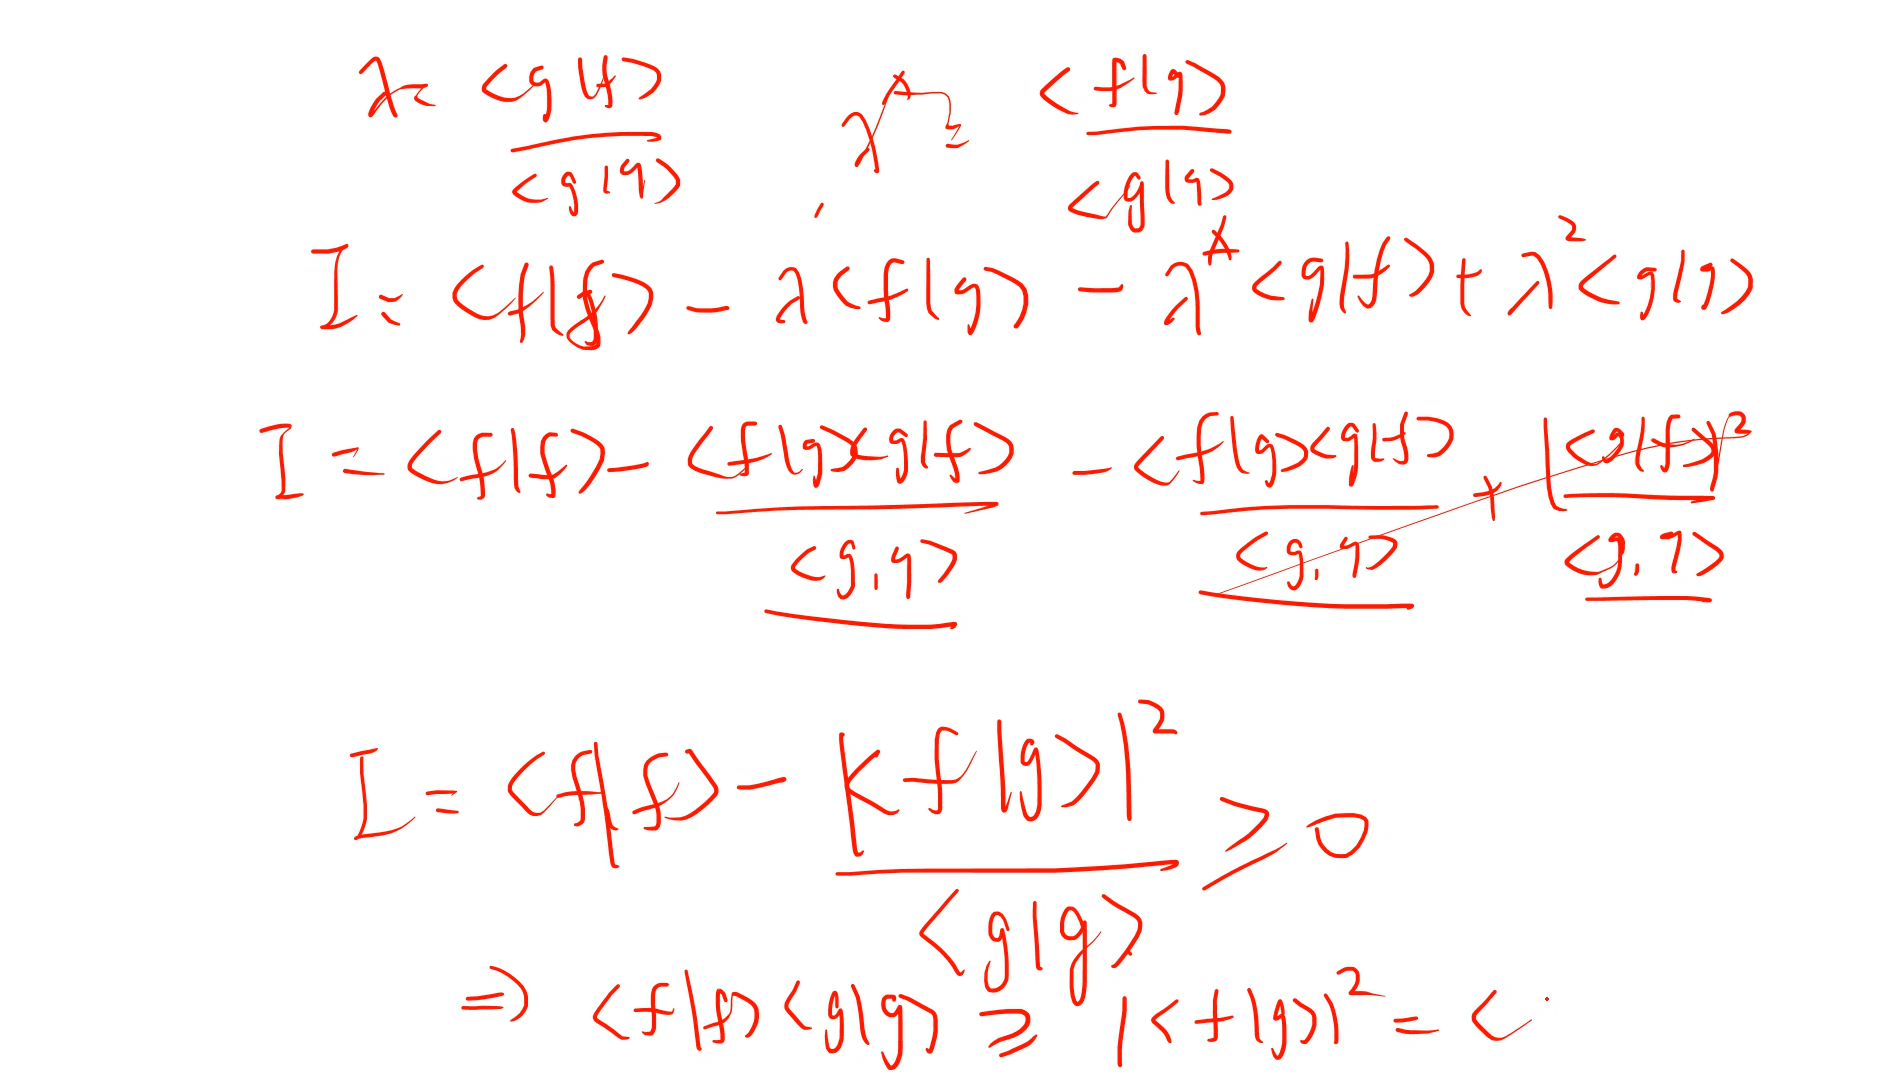 λ = <g|f> / <g|g>    λ* = <f|g> / <g|g>
I = <f|f> - λ<f|g> - λ*<g|f> + λ²<g|g>
I = <f|f> - <f|g><g|f> / <g,g> - <f|g><g|f> / <g,g> + |<g|f>|² / <g,g>
I = <f|f> - |<f|g>|² / <g|g> ≥ 0
⇒ <f|f><g|g> ≥ |<f|g>|² = <